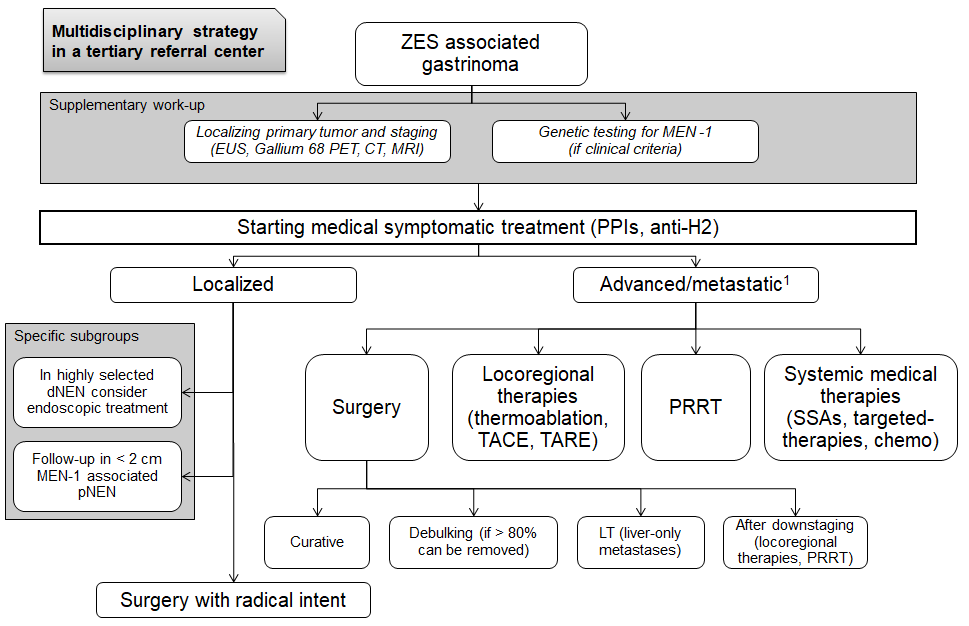 Multidisciplinary strategy
in a tertiary referral center
ZES associated
gastrinoma
Supplementary work-up
Localizing primary tumor and staging
(EUS, Gallium 68 PET, CT, MRI)
Genetic testing for MEN-1
(if clinical criteria)
Starting medical symptomatic treatment (PPIs, anti-H2)
Localized
Advanced/metastatic¹
Specific subgroups
In highly selected
dNEN consider
endoscopic treatment
Follow-up in < 2 cm
MEN-1 associated
pNEN
Surgery
Locoregional
therapies
(thermoablation,
TACE, TARE)
PRRT
Systemic medical
therapies
(SSAs, targeted-
therapies, chemo)
Curative
Debulking (if > 80%
can be removed)
LT (liver-only
metastases)
After downstaging
(locoregional
therapies, PRRT)
Surgery with radical intent